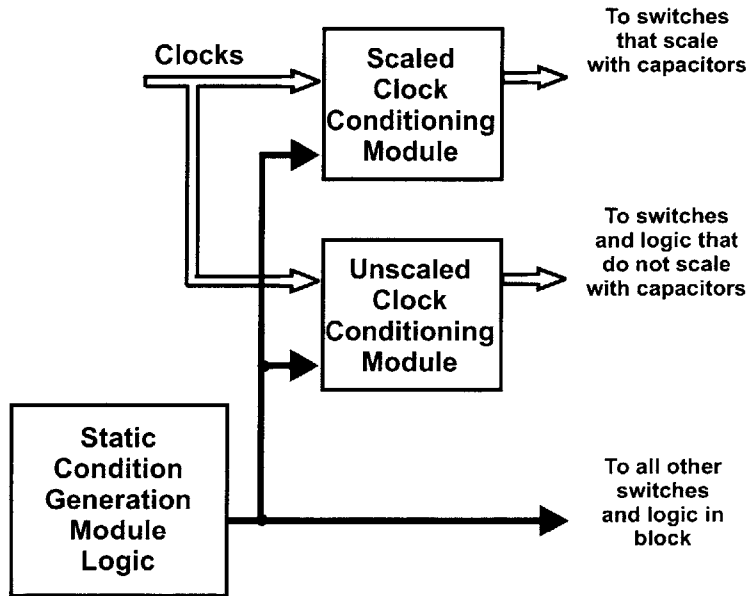 Clocks
Scaled
Clock
Conditioning
Module
To switches
that scale
with capacitors
Unscaled
Clock
Conditioning
Module
To switches
and logic that
do not scale
with capacitors
Static
Condition
Generation
Module
Logic
To all other
switches
and logic in
block